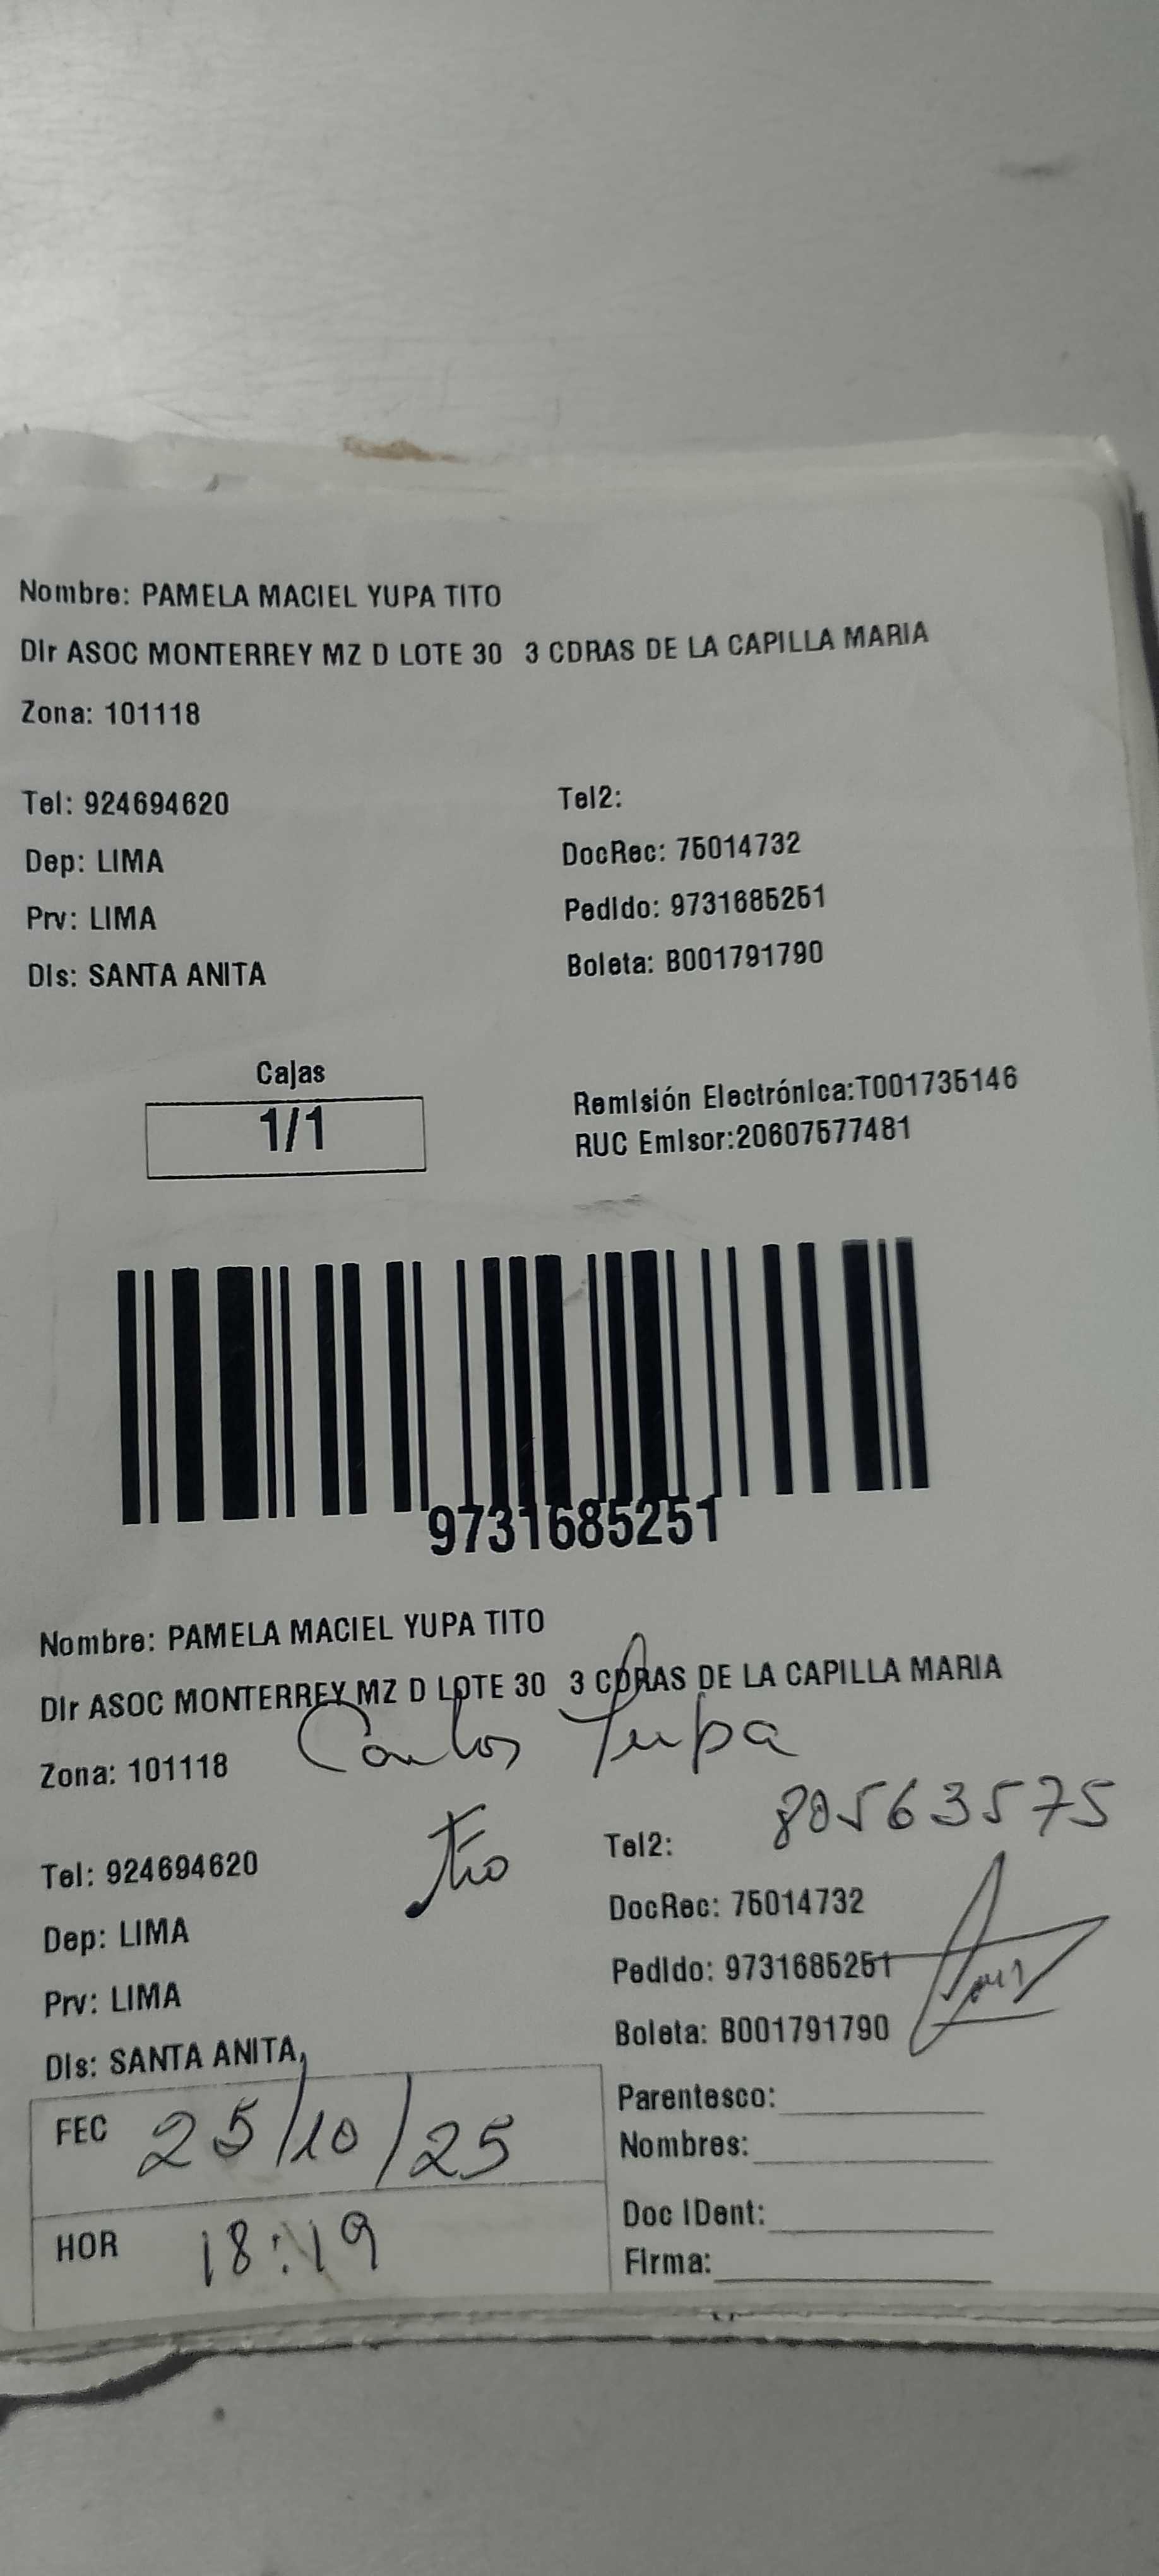 Nombre: PAMELA MACIEL YUPA TITO
Dir ASOC MONTERREY MZ D LOTE 30 3 CDRAS DE LA CAPILLA MARIA
Zona: 101118
Tel: 924694620 Tel2:
Dep: LIMA DocRec: 75014732
Prv: LIMA Pedido: 9731685251
Dis: SANTA ANITA Boleta: B001791790
Cajas
1/1
Remisión Electrónica:T001735146
RUC Emisor:20607577481
9731685251
Nombre: PAMELA MACIEL YUPA TITO
Dir ASOC MONTERREY MZ D LOTE 30 3 CDRAS DE LA CAPILLA MARIA
Carlos Yupa
Zona: 101118
80563575
Tel: 924694620 Tio Tel2:
Dep: LIMA DocRec: 75014732
Prv: LIMA Pedido: 9731685251
Dis: SANTA ANITA Boleta: B001791790
FEC 25/10/25 Parentesco:
Nombres:
HOR 18:19 Doc IDent:
Firma: